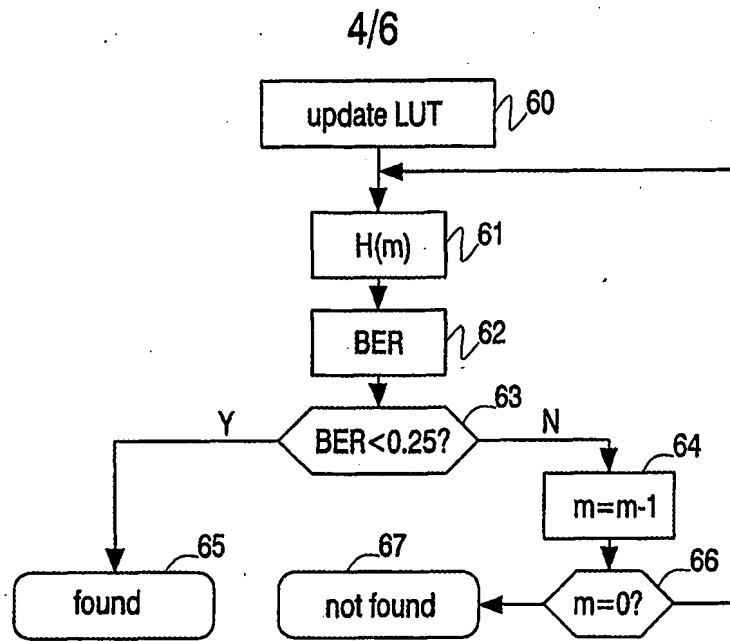 4/6
update LUT
60
H(m)
61
BER
62
BER<0.25?
63
Y
N
64
m=m-1
65
found
67
not found
66
m=0?